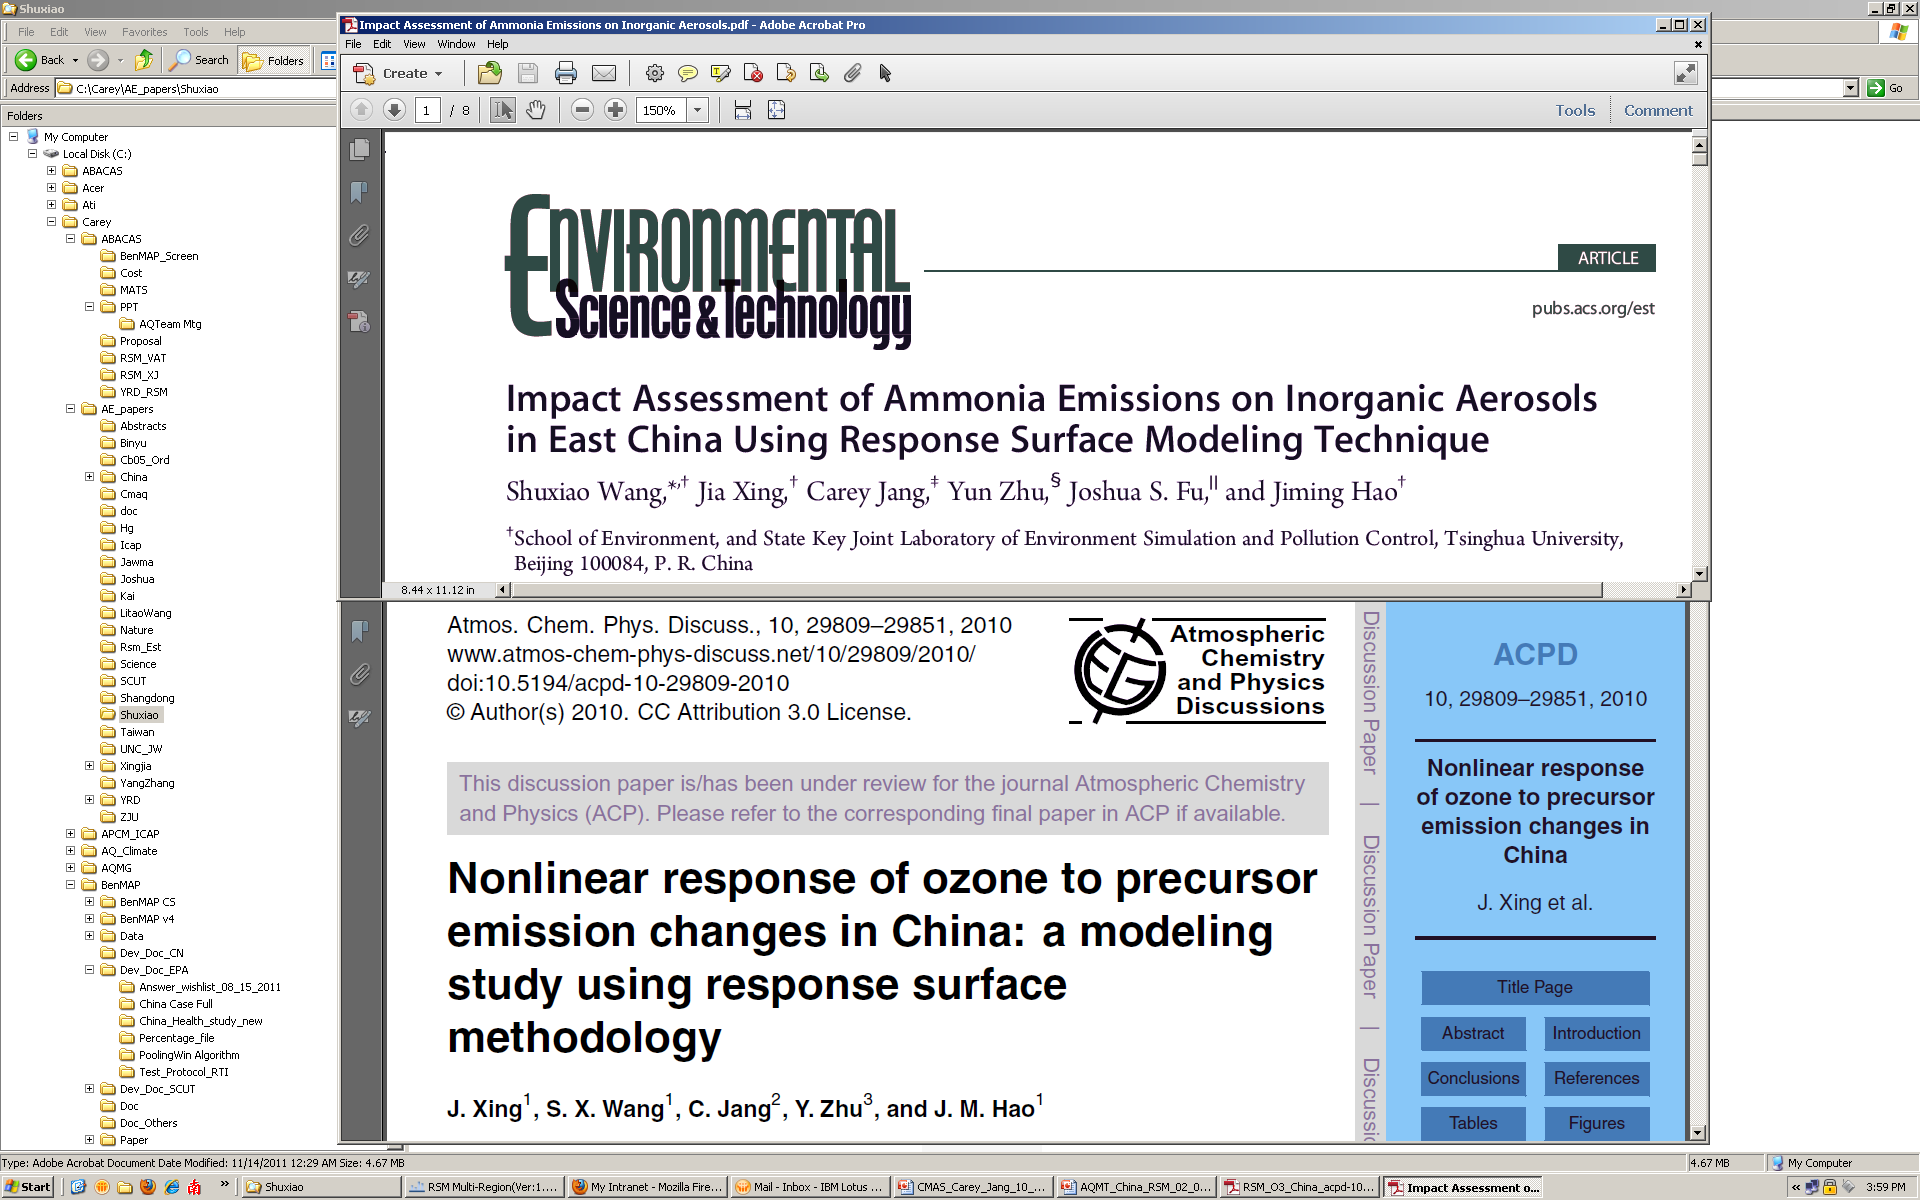 Shuxiao
File Edit View Favorites Tools Help
Back Search Folders
Address C:\Carey\AE_papers\Shuxiao
Go
Folders
My Computer
Local Disk (C:)
ABACAS
Acer
Ati
Carey
ABACAS
BenMAP_Screen
Cost
MATS
PPT
AQTeam Mtg
Proposal
RSM_VAT
RSM_XJ
YRD_RSM
AE_papers
Abstracts
Binyu
Cb05_Ord
China
Cmaq
doc
Hg
Icap
Jawma
Joshua
Kai
LitaoWang
Nature
Rsm_Est
Science
SCUT
Shangdong
Shuxiao
Taiwan
UNC_JW
Xingjia
YangZhang
YRD
ZJU
APCM_ICAP
AQ_Climate
AQMG
BenMAP
BenMAP CS
BenMAP v4
Data
Dev_Doc_CN
Dev_Doc_EPA
Answer_wishlist_08_15_2011
China Case Full
China_Health_study_new
Percentage_file
PoolingWin Algorithm
Test_Protocol_RTI
Dev_Doc_SCUT
Doc
Doc_Others
Paper
Impact Assessment of Ammonia Emissions on Inorganic Aerosols.pdf - Adobe Acrobat Pro
File Edit View Window Help
Create
1 / 8 150% Tools Comment
Environmental
Science & Technology
ARTICLE
pubs.acs.org/est
Impact Assessment of Ammonia Emissions on Inorganic Aerosols
in East China Using Response Surface Modeling Technique
Shuxiao Wang,*,† Jia Xing,† Carey Jang,‡ Yun Zhu,§ Joshua S. Fu,|| and Jiming Hao†
†School of Environment, and State Key Joint Laboratory of Environment Simulation and Pollution Control, Tsinghua University,
Beijing 100084, P. R. China
8.44 x 11.12 in
Atmos. Chem. Phys. Discuss., 10, 29809–29851, 2010
www.atmos-chem-phys-discuss.net/10/29809/2010/
doi:10.5194/acpd-10-29809-2010
© Author(s) 2010. CC Attribution 3.0 License.
EGU
Atmospheric
Chemistry
and Physics
Discussions
This discussion paper is/has been under review for the journal Atmospheric Chemistry
and Physics (ACP). Please refer to the corresponding final paper in ACP if available.
Nonlinear response of ozone to precursor
emission changes in China: a modeling
study using response surface
methodology
J. Xing1, S. X. Wang1, C. Jang2, Y. Zhu3, and J. M. Hao1
Discussion Paper | Discussion Paper | Discussi
ACPD
10, 29809–29851, 2010
Nonlinear response
of ozone to precursor
emission changes in
China
J. Xing et al.
Title Page
Abstract Introduction
Conclusions References
Tables Figures
Type: Adobe Acrobat Document Date Modified: 11/14/2011 12:29 AM Size: 4.67 MB
4.67 MB My Computer
Start » Shuxiao RSM Multi-Region(Ver:1.... My Intranet - Mozilla Fire... Mail - Inbox - IBM Lotus ... CMAS_Carey_Jang_10_... AQMT_China_RSM_02_0... RSM_O3_China_acpd-10... Impact Assessment o... « 3:59 PM